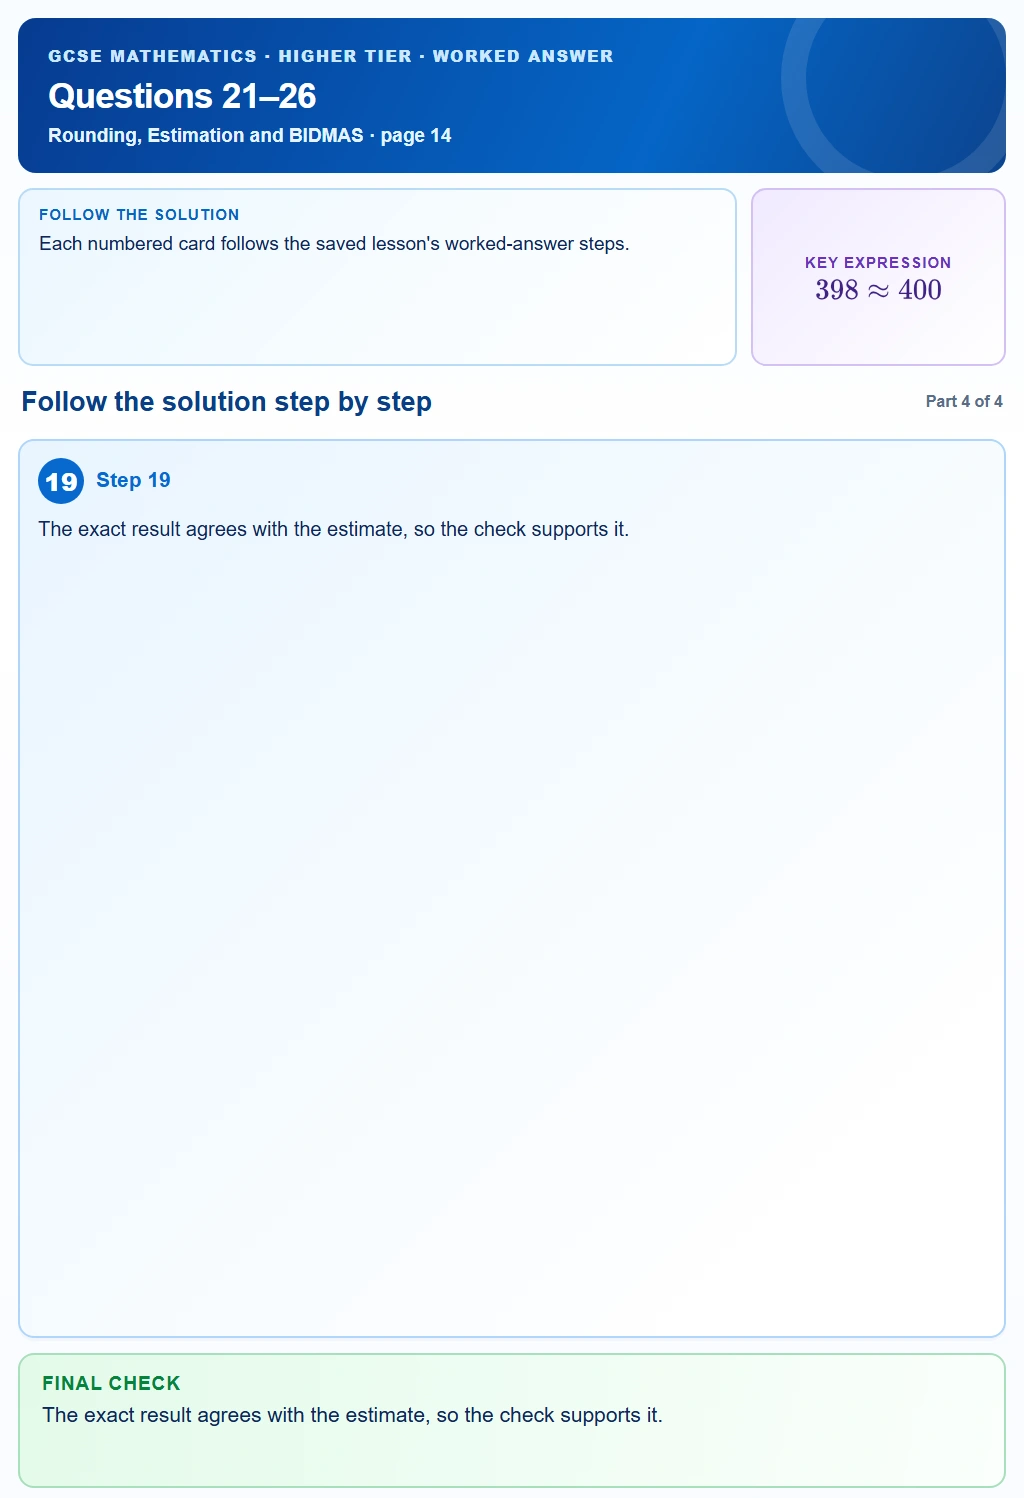 GCSE MATHEMATICS · HIGHER TIER · WORKED ANSWER
Questions 21–26
Rounding, Estimation and BIDMAS · page 14
FOLLOW THE SOLUTION
Each numbered card follows the saved lesson's worked-answer steps.
KEY EXPRESSION
398 ≈ 400
Follow the solution step by step
Part 4 of 4
19 Step 19
The exact result agrees with the estimate, so the check supports it.
FINAL CHECK
The exact result agrees with the estimate, so the check supports it.